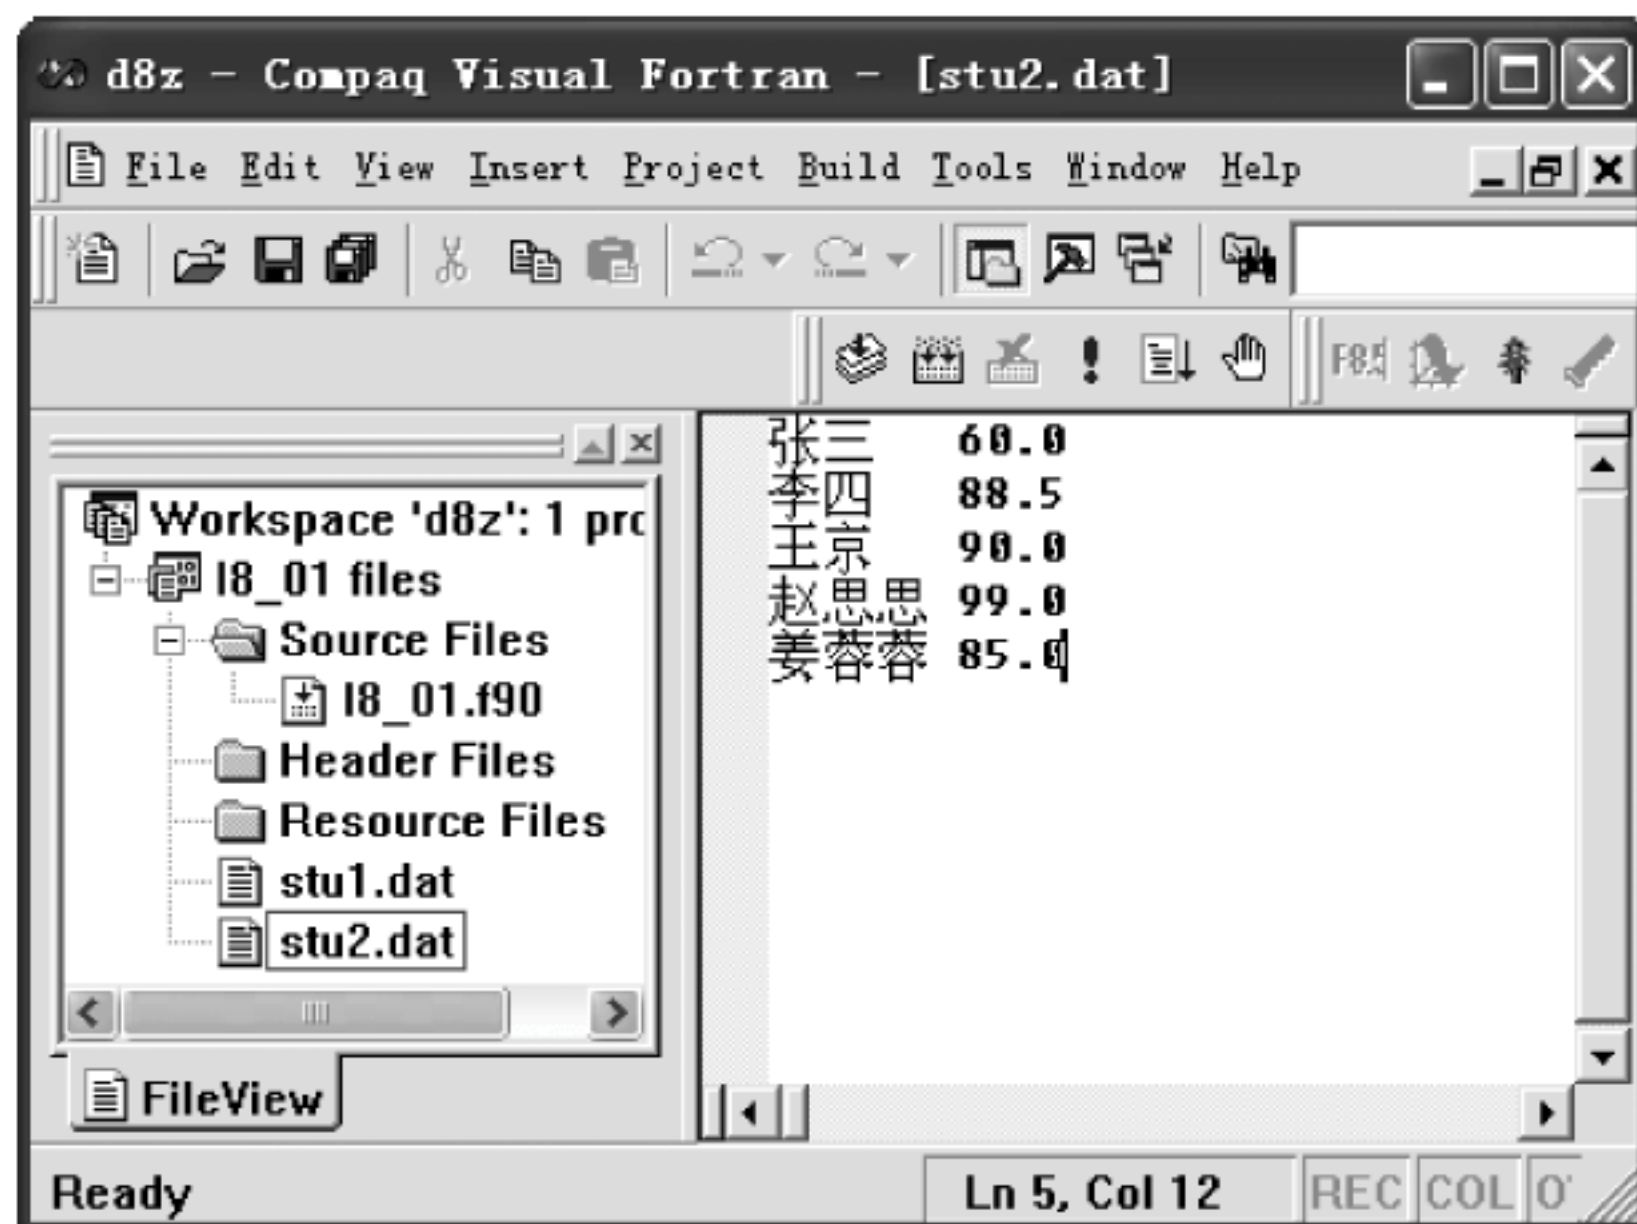 d8z - Compaq Visual Fortran - [stu2.dat]
File Edit View Insert Project Build Tools Window Help
Workspace 'd8z': 1 pro
l8_01 files
Source Files
l8_01.f90
Header Files
Resource Files
stu1.dat
stu2.dat
FileView
张三 60.0
李四 88.5
王京 90.0
赵思思 99.0
姜蓉蓉 85.0
Ready
Ln 5, Col 12
REC COL